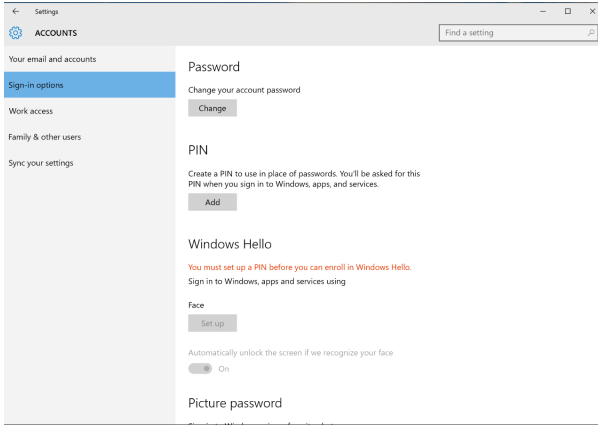 Settings
ACCOUNTS
Find a setting
Your email and accounts
Sign-in options
Work access
Family & other users
Sync your settings
Password
Change your account password
Change
PIN
Create a PIN to use in place of passwords. You'll be asked for this
PIN when you sign in to Windows, apps, and services.
Add
Windows Hello
You must set up a PIN before you can enroll in Windows Hello.
Sign in to Windows, apps and services using
Face
Set up
Automatically unlock the screen if we recognize your face
On
Picture password